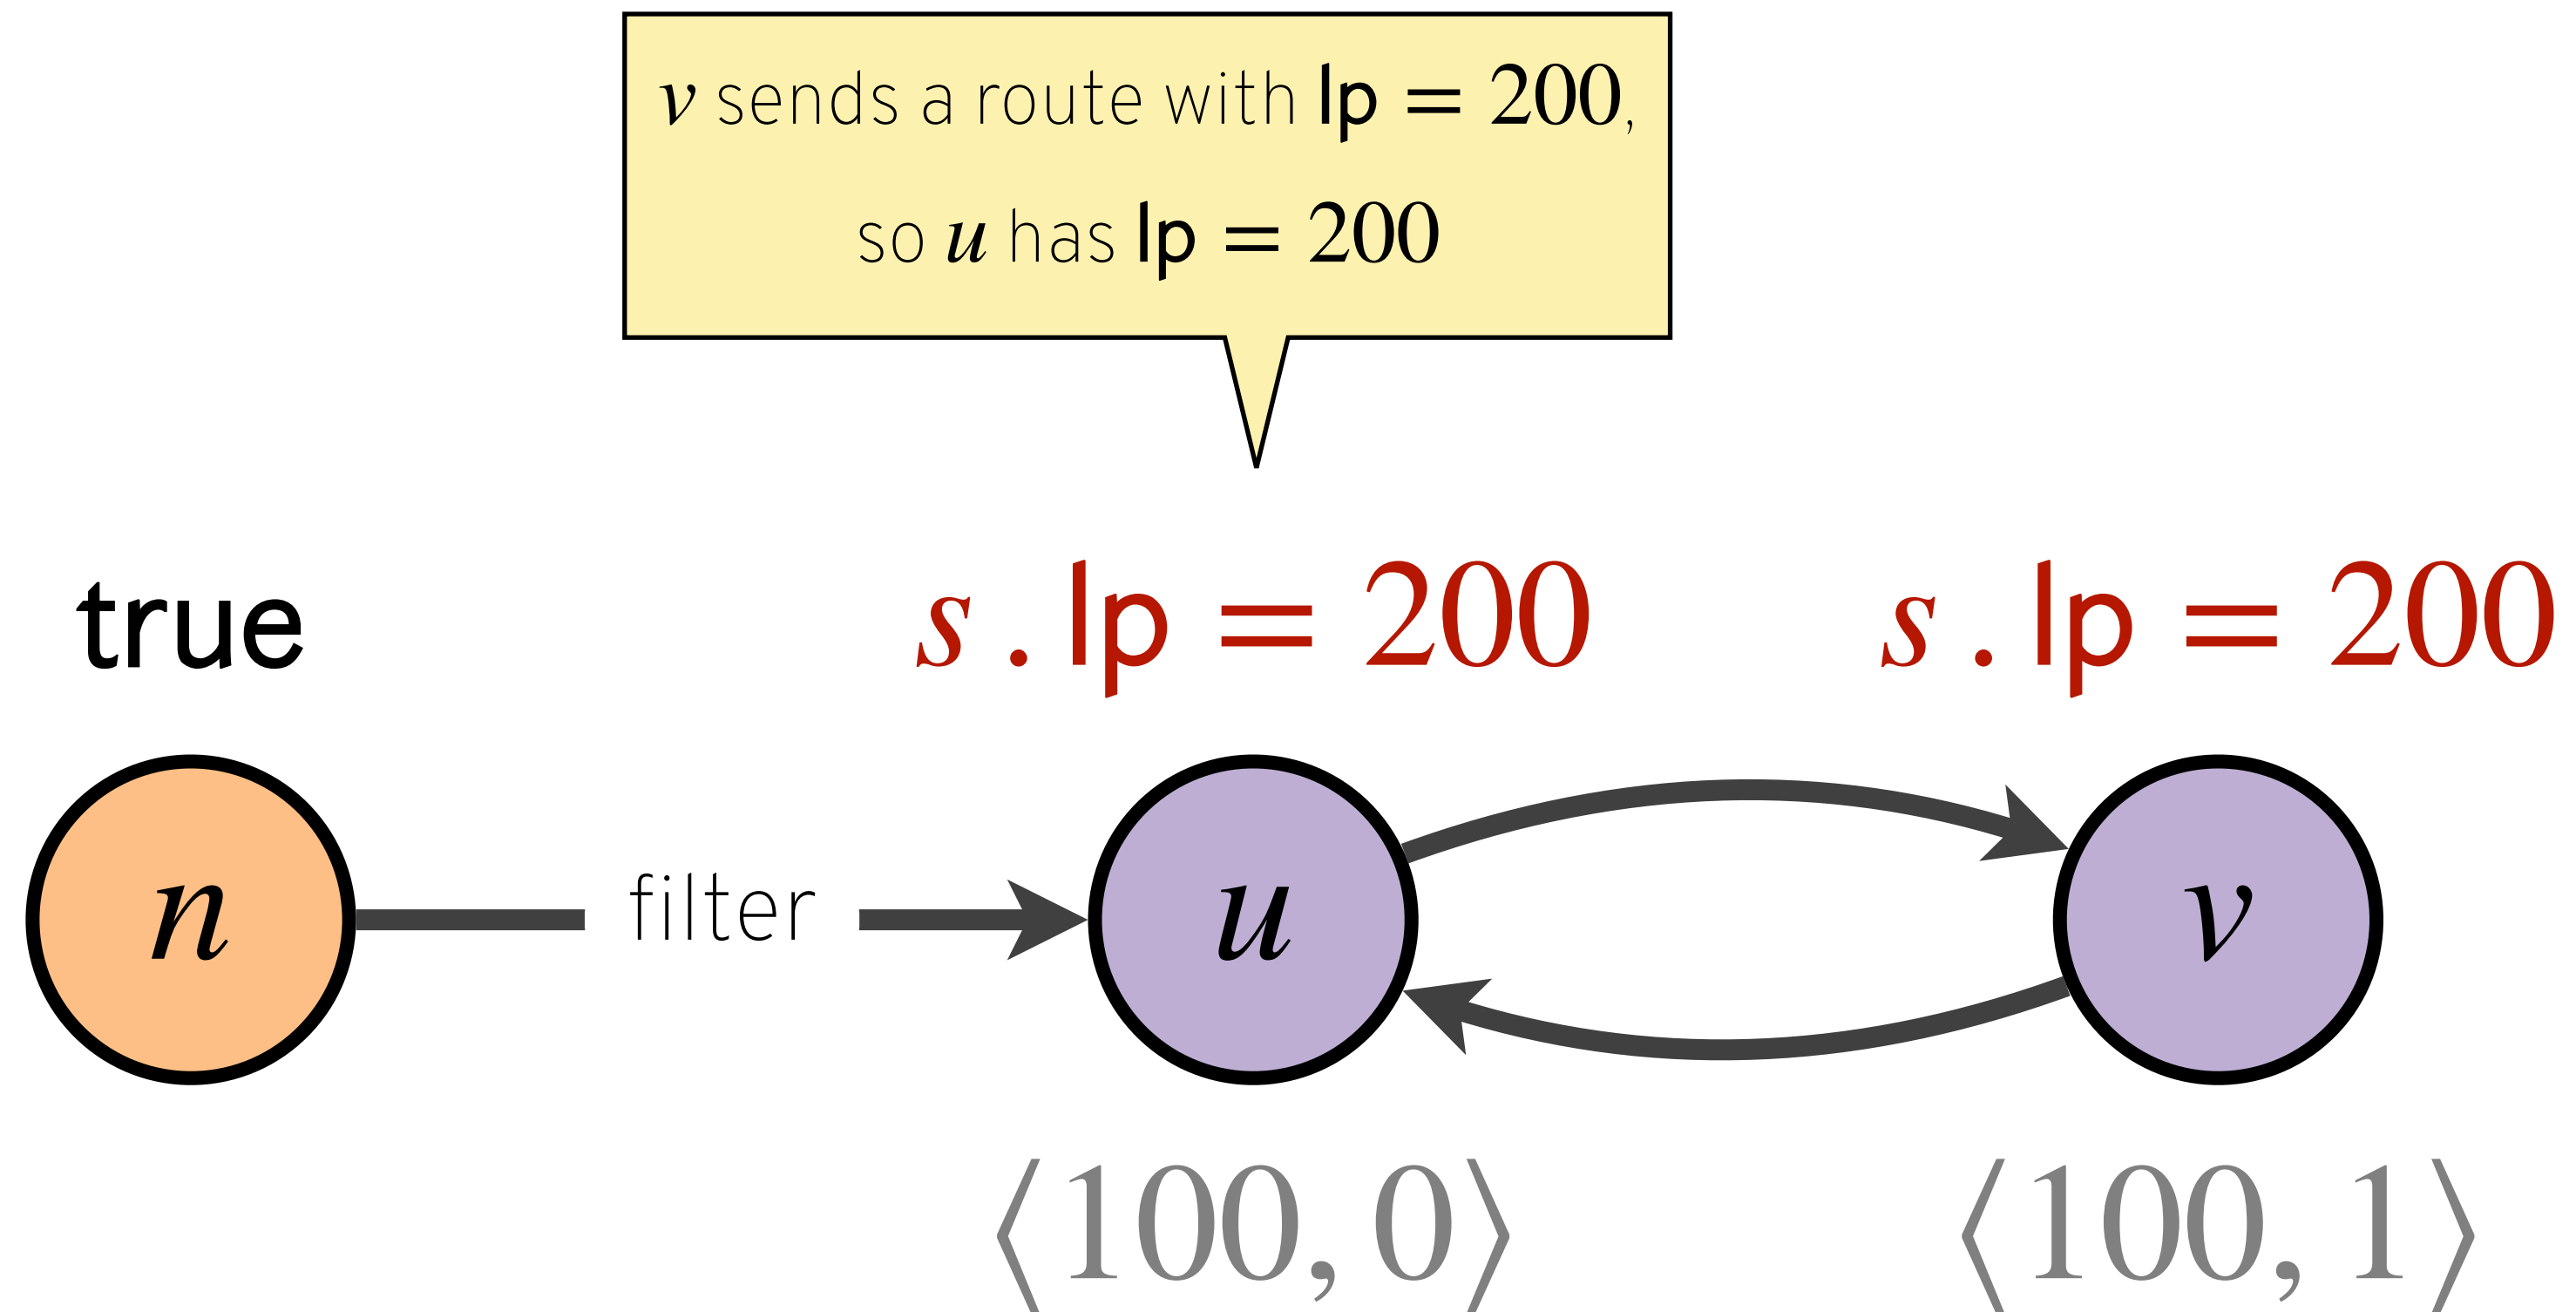 v sends a route with lp = 200,
so u has lp = 200
true
s . lp = 200
s . lp = 200
n
filter
u
v
⟨100, 0⟩
⟨100, 1⟩